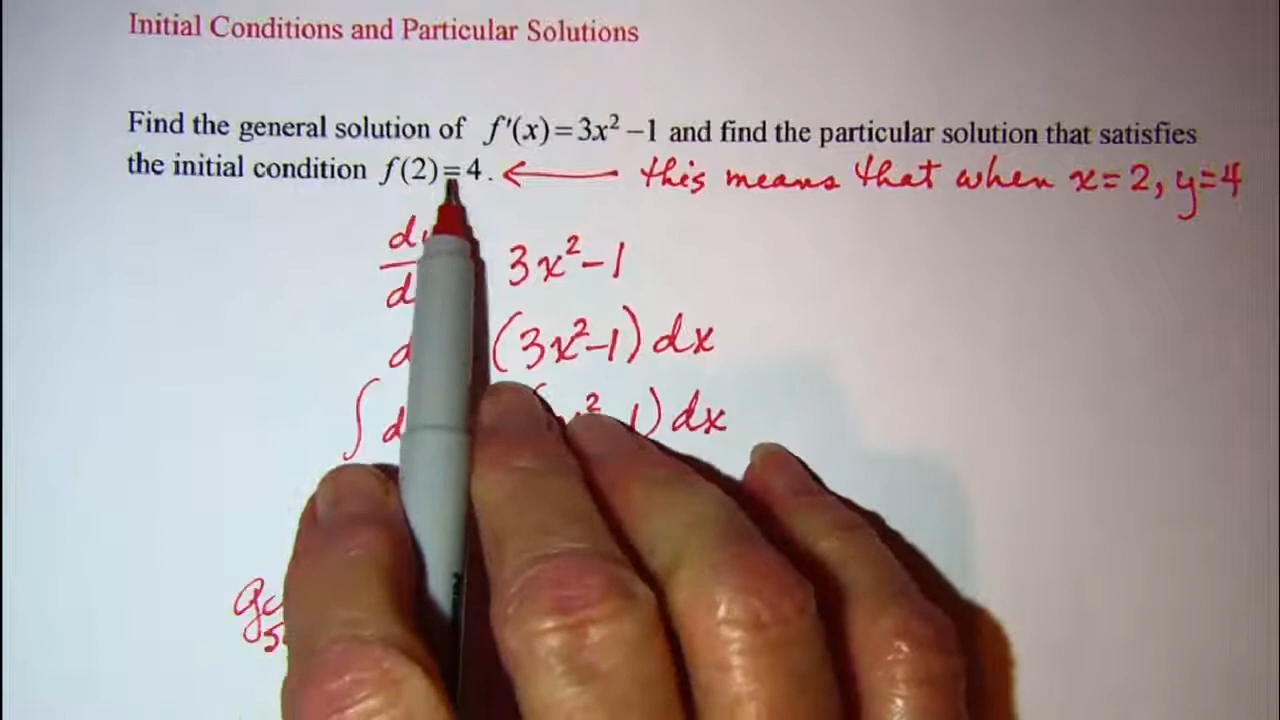 Initial Conditions and Particular Solutions
Find the general solution of f'(x)=3x²−1 and find the particular solution that satisfies
the initial condition f(2)=4. ← this means that when x=2, y=4
d
d 3x²−1
d (3x²−1) dx
∫ d 1) dx